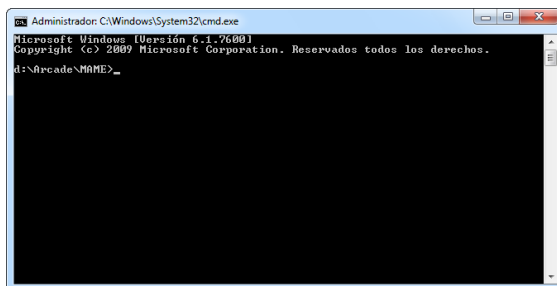 Administrador: C:\Windows\System32\cmd.exe
Microsoft Windows [Versión 6.1.7600]
Copyright (c) 2009 Microsoft Corporation. Reservados todos los derechos.
d:\Arcade\MAME>_